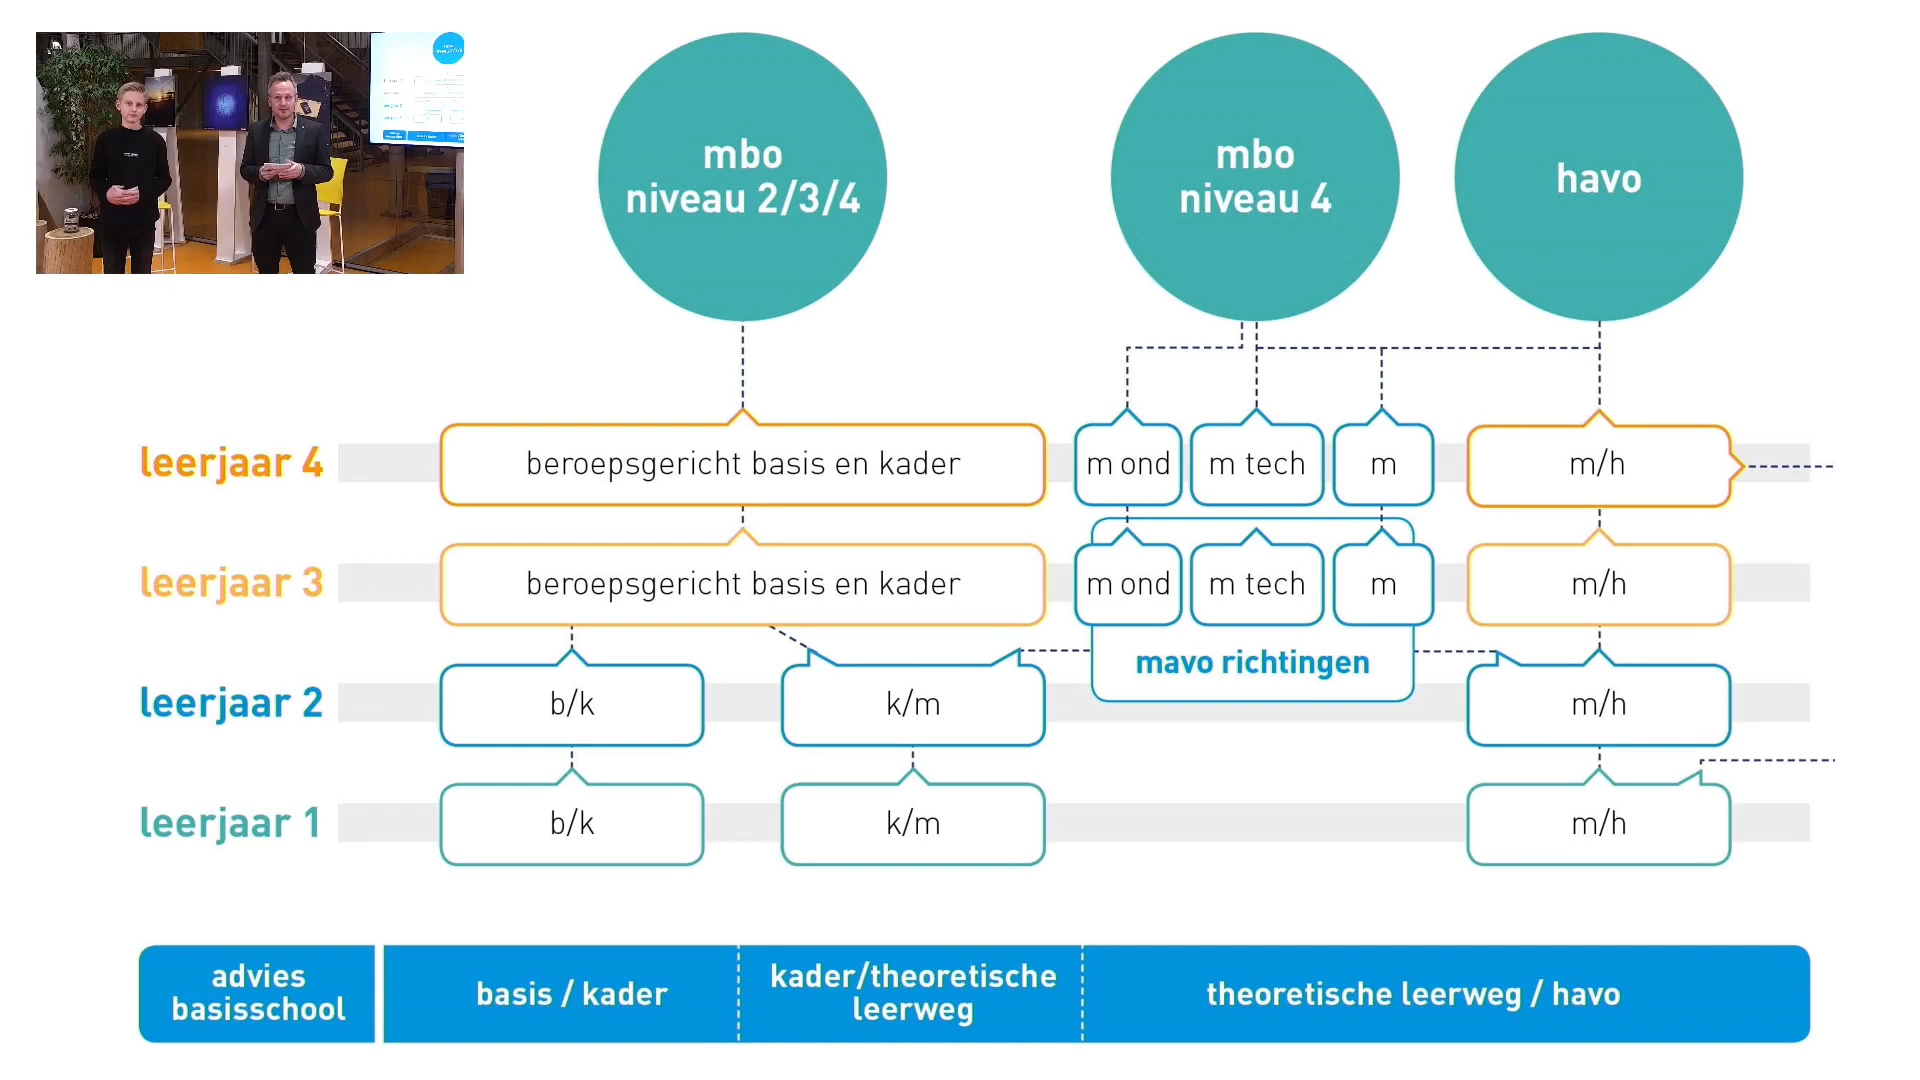 mbo
niveau 2/3/4
mbo
niveau 4
havo
leerjaar 4
beroepsgericht basis en kader
m ond
m tech
m
m/h
leerjaar 3
beroepsgericht basis en kader
m ond
m tech
m
m/h
mavo richtingen
leerjaar 2
b/k
k/m
m/h
leerjaar 1
b/k
k/m
m/h
advies
basisschool
basis / kader
kader/theoretische
leerweg
theoretische leerweg / havo